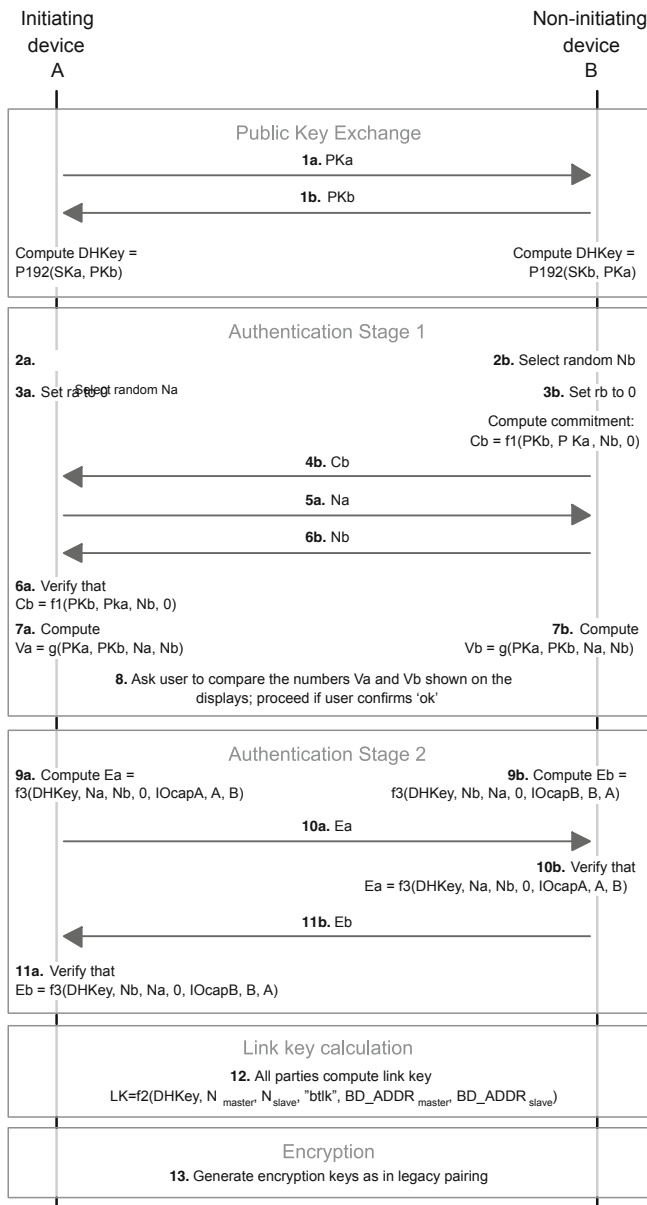 Initiating device A
Non-initiating device B
Public Key Exchange
1a. PKa
1b. PKb
Compute DHKey =
P192(SKa, PKb)
Compute DHKey =
P192(SKb, PKa)
Authentication Stage 1
2a.
Select random Na
2b. Select random Nb
3a. Set ra to 0
3b. Set rb to 0
Compute commitment:
Cb = f1(PKb, P Ka, Nb, 0)
4b. Cb
5a. Na
6b. Nb
6a. Verify that
Cb = f1(PKb, Pka, Nb, 0)
7a. Compute
Va = g(PKa, PKb, Na, Nb)
7b. Compute
Vb = g(PKa, PKb, Na, Nb)
8. Ask user to compare the numbers Va and Vb shown on the
displays; proceed if user confirms ‘ok’
Authentication Stage 2
9a. Compute Ea =
f3(DHKey, Na, Nb, 0, IOcapA, A, B)
9b. Compute Eb =
f3(DHKey, Nb, Na, 0, IOcapB, B, A)
10a. Ea
10b. Verify that
Ea = f3(DHKey, Na, Nb, 0, IOcapA, A, B)
11b. Eb
11a. Verify that
Eb = f3(DHKey, Nb, Na, 0, IOcapB, B, A)
Link key calculation
12. All parties compute link key
LK=f2(DHKey, N master, N slave, ”btlk”, BD_ADDR master, BD_ADDR slave)
Encryption
13. Generate encryption keys as in legacy pairing